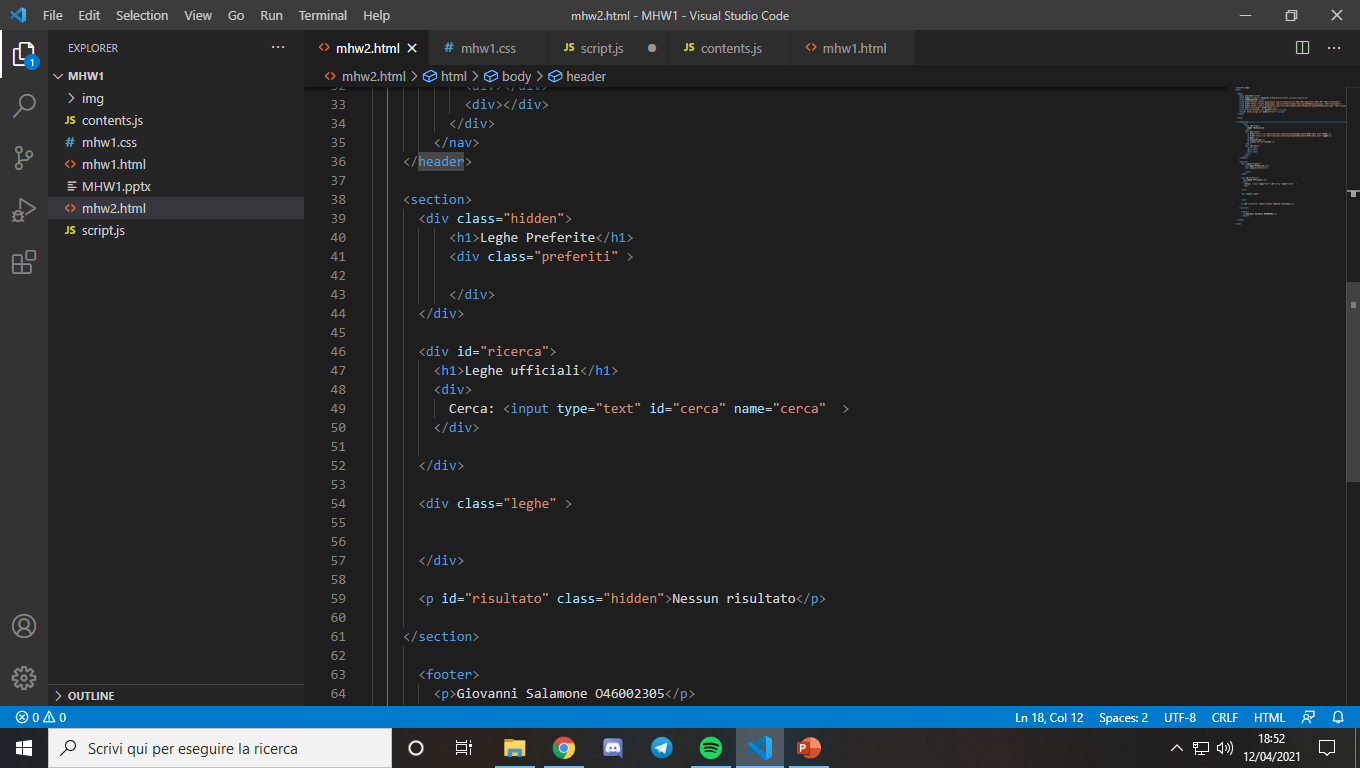 File Edit Selection View Go Run Terminal Help
mhw2.html - MHW1 - Visual Studio Code
EXPLORER
MHW1
img
contents.js
mhw1.css
mhw1.html
MHW1.pptx
mhw2.html
script.js
OUTLINE
1
mhw2.html mhw1.css script.js contents.js mhw1.html
mhw2.html > html > body > header
32 <div></div>
33 <div></div>
34 </div>
35 </nav>
36 </header>
37
38 <section>
39 <div class="hidden">
40 <h1>Leghe Preferite</h1>
41 <div class="preferiti" >
42
43 </div>
44 </div>
45
46 <div id="ricerca">
47 <h1>Leghe ufficiali</h1>
48 <div>
49 Cerca: <input type="text" id="cerca" name="cerca"  >
50 </div>
51
52 </div>
53
54 <div class="leghe" >
55
56
57 </div>
58
59 <p id="risultato" class="hidden">Nessun risultato</p>
60
61 </section>
62
63 <footer>
64 <p>Giovanni Salamone O46002305</p>
0 0
Ln 18, Col 12 Spaces: 2 UTF-8 CRLF HTML
Scrivi qui per eseguire la ricerca
18:52
12/04/2021